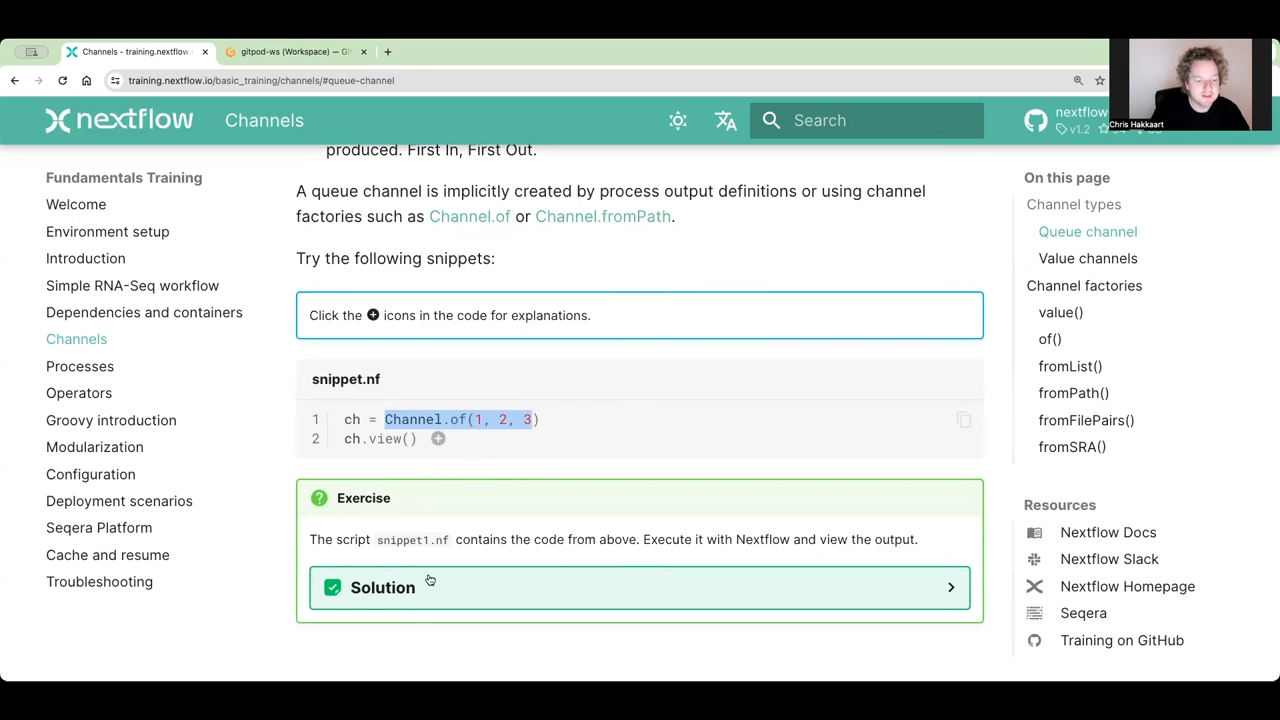 Channels - training.nextflow.
gitpod-ws (Workspace) — Gi
training.nextflow.io/basic_training/channels/#queue-channel
nextflow
Channels
Search
nextflow
v1.2
Chris Hakkaart
produced. First In, First Out.
Fundamentals Training
Welcome
Environment setup
Introduction
Simple RNA-Seq workflow
Dependencies and containers
Channels
Processes
Operators
Groovy introduction
Modularization
Configuration
Deployment scenarios
Seqera Platform
Cache and resume
Troubleshooting
A queue channel is implicitly created by process output definitions or using channel
factories such as Channel.of or Channel.fromPath.
Try the following snippets:
Click the + icons in the code for explanations.
snippet.nf
1 ch = Channel.of(1, 2, 3)
2 ch.view()
Exercise
The script snippet1.nf contains the code from above. Execute it with Nextflow and view the output.
Solution
On this page
Channel types
Queue channel
Value channels
Channel factories
value()
of()
fromList()
fromPath()
fromFilePairs()
fromSRA()
Resources
Nextflow Docs
Nextflow Slack
Nextflow Homepage
Seqera
Training on GitHub